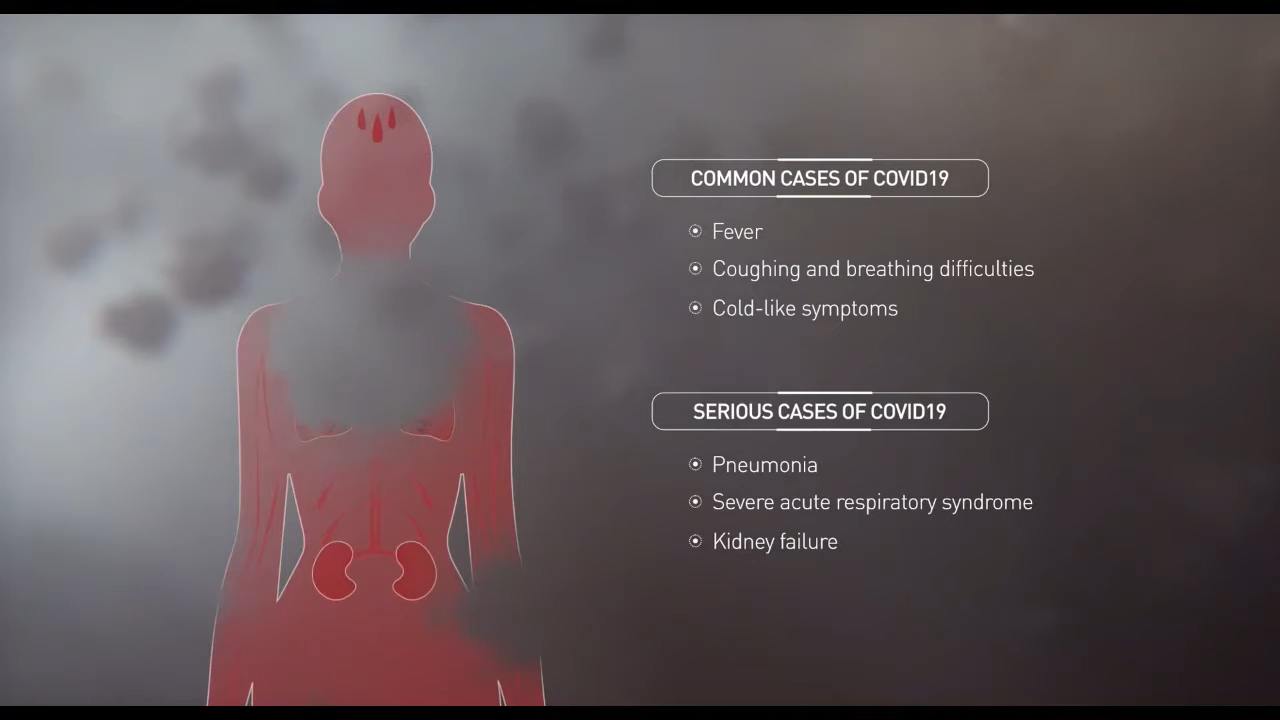 COMMON CASES OF COVID19
Fever
Coughing and breathing difficulties
Cold-like symptoms
SERIOUS CASES OF COVID19
Pneumonia
Severe acute respiratory syndrome
Kidney failure